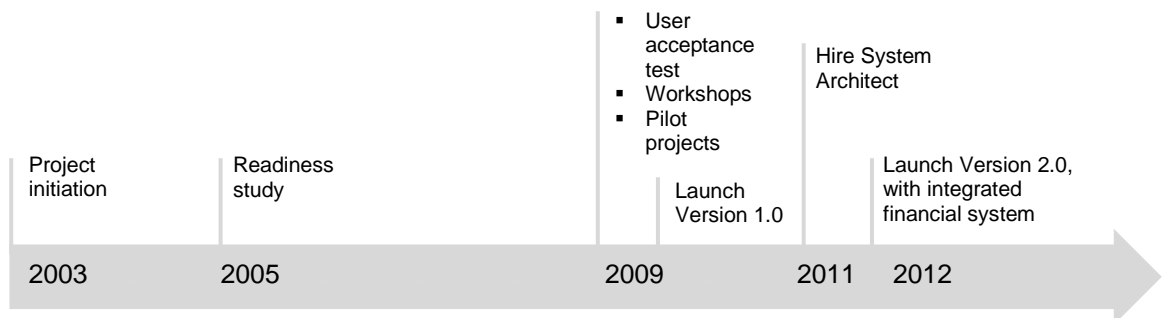 ▪ User
acceptance
test
▪ Workshops
▪ Pilot
projects
Hire System
Architect
Project
initiation
Readiness
study
Launch
Version 1.0
Launch Version 2.0,
with integrated
financial system
2003
2005
2009
2011
2012